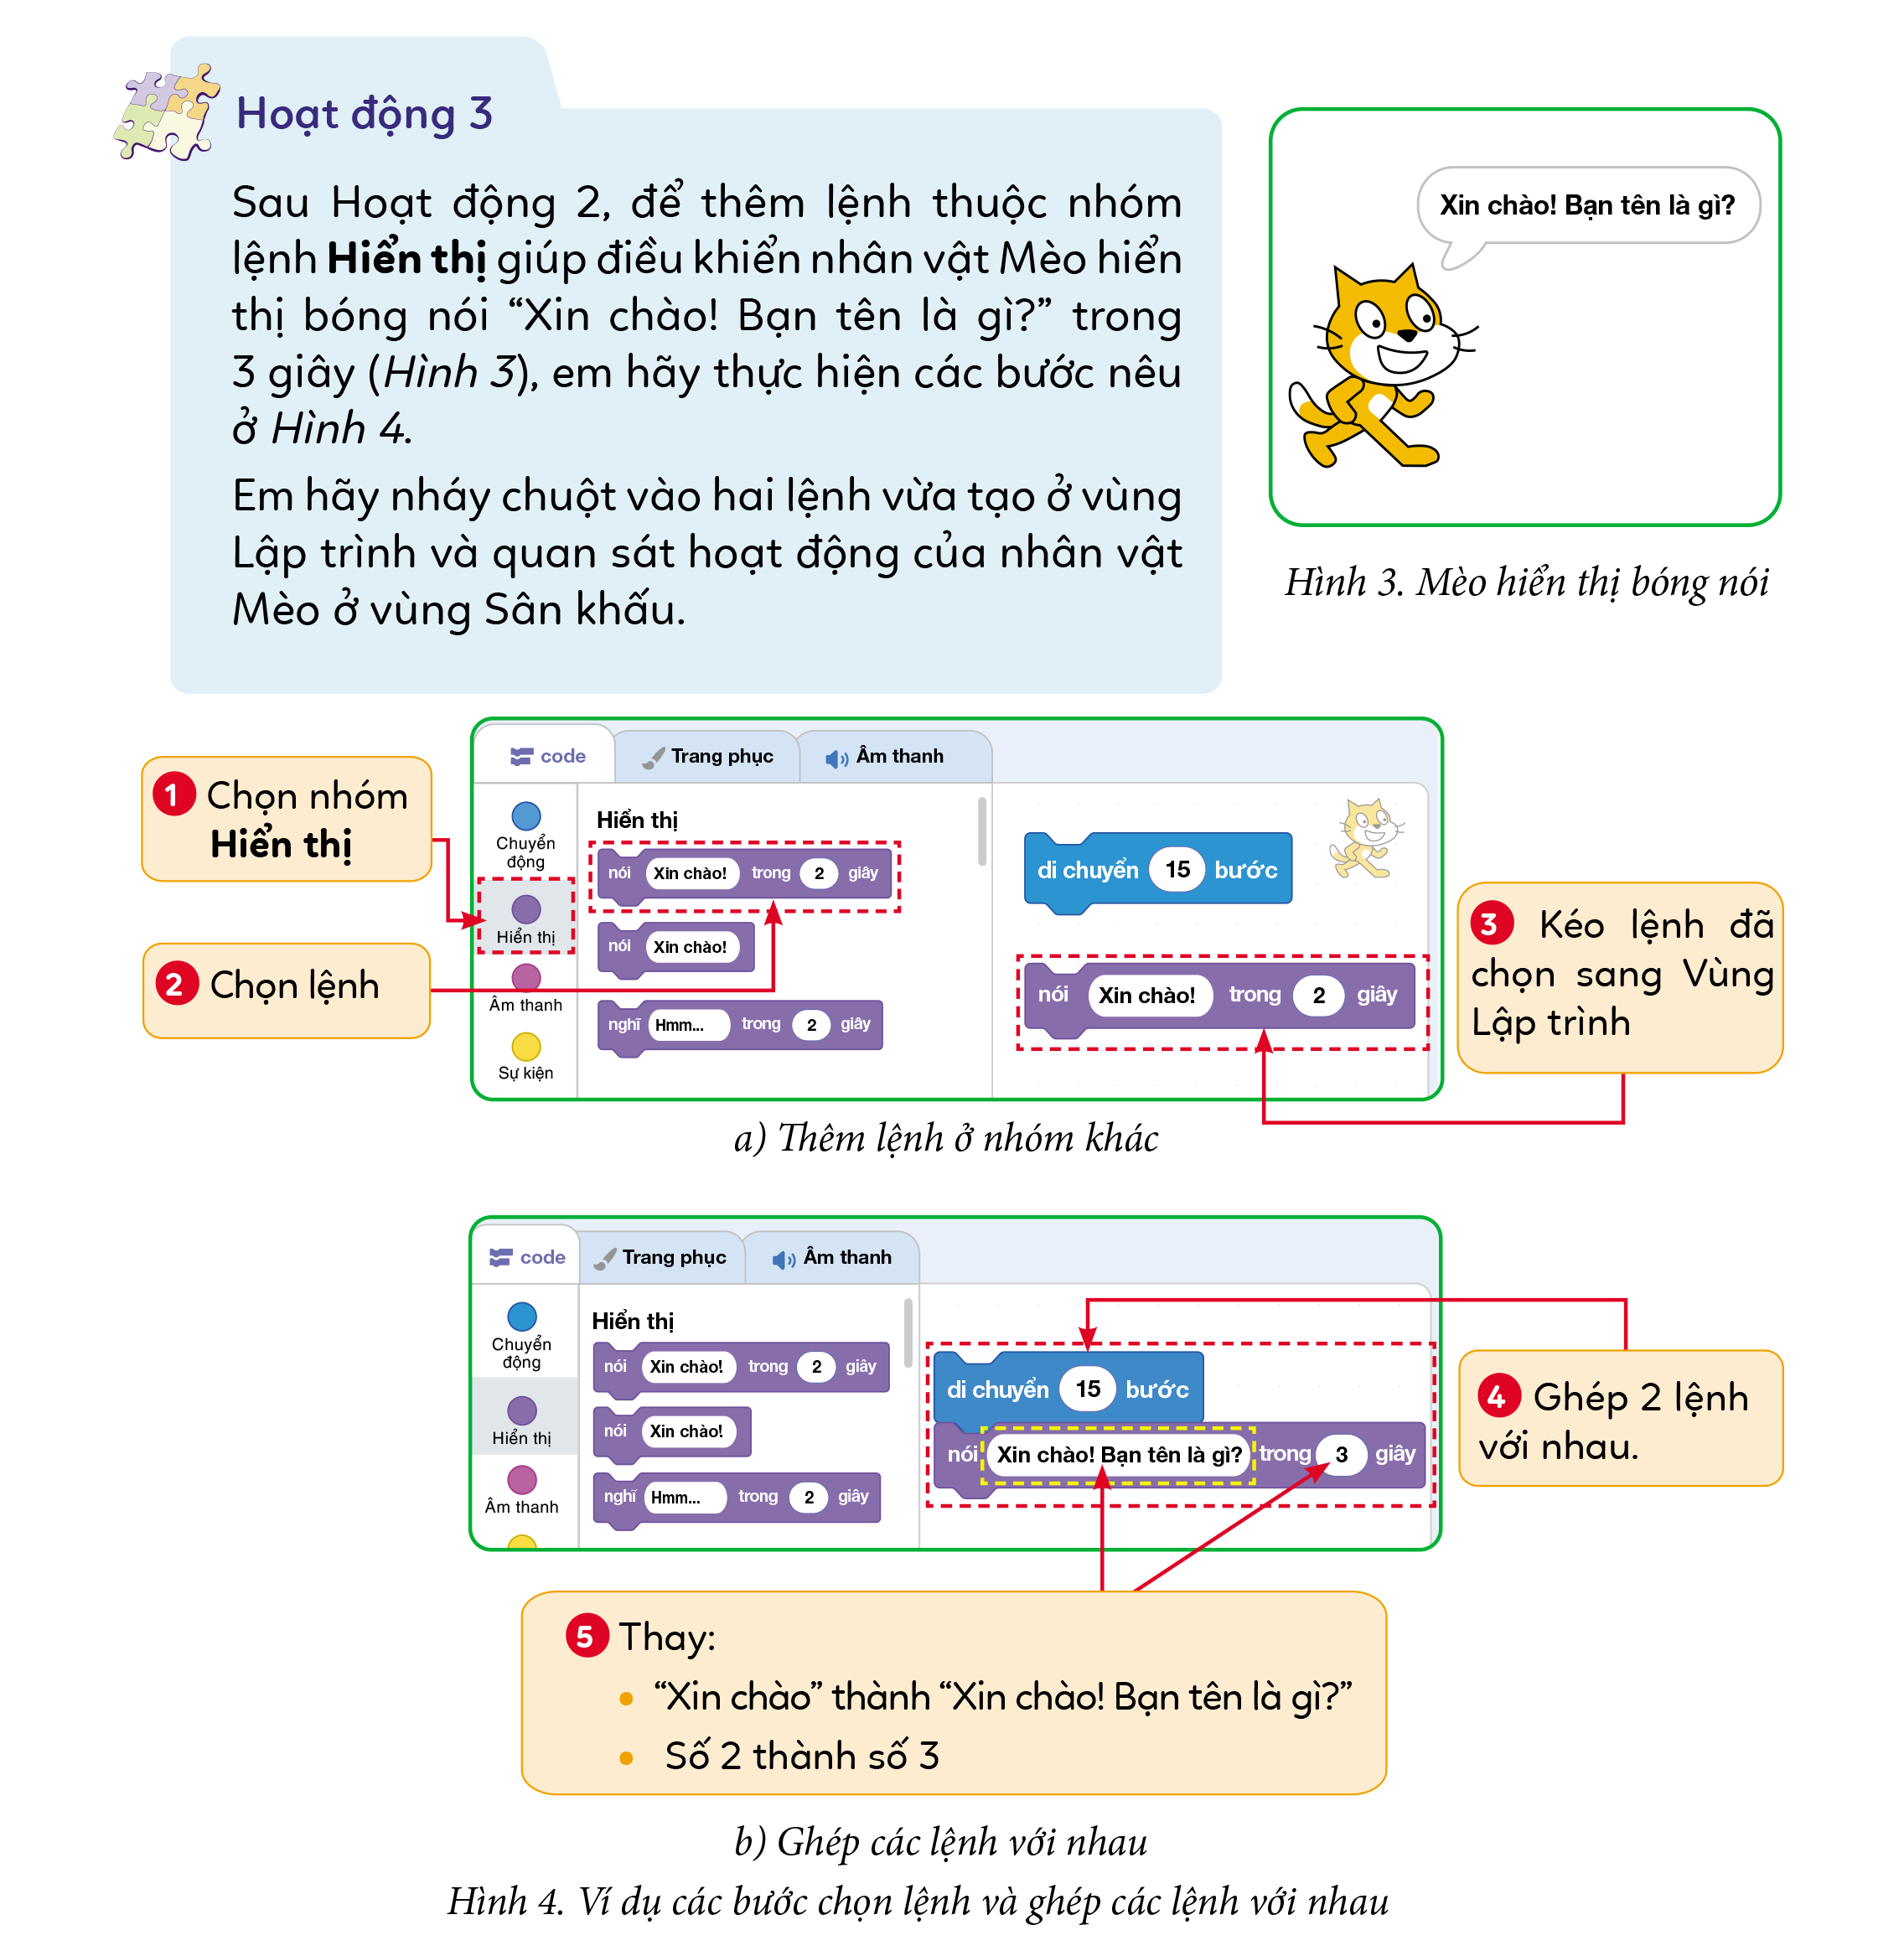 Hoạt động 3
Sau Hoạt động 2, để thêm lệnh thuộc nhóm
lệnh Hiển thị giúp điều khiển nhân vật Mèo hiển
thị bóng nói “Xin chào! Bạn tên là gì?” trong
3 giây (Hình 3), em hãy thực hiện các bước nêu
ở Hình 4.
Em hãy nháy chuột vào hai lệnh vừa tạo ở vùng
Lập trình và quan sát hoạt động của nhân vật
Mèo ở vùng Sân khấu.
Xin chào! Bạn tên là gì?
Hình 3. Mèo hiển thị bóng nói
1 Chọn nhóm
Hiển thị
2 Chọn lệnh
code
Trang phục
Âm thanh
Chuyển
động
Hiển thị
Âm thanh
Sự kiện
Hiển thị
nói Xin chào! trong 2 giây
nói Xin chào!
nghĩ Hmm... trong 2 giây
di chuyển 15 bước
nói Xin chào! trong 2 giây
3 Kéo lệnh đã
chọn sang Vùng
Lập trình
a) Thêm lệnh ở nhóm khác
code
Trang phục
Âm thanh
Chuyển
động
Hiển thị
Âm thanh
Hiển thị
nói Xin chào! trong 2 giây
nói Xin chào!
nghĩ Hmm... trong 2 giây
di chuyển 15 bước
nói Xin chào! Bạn tên là gì? trong 3 giây
4 Ghép 2 lệnh
với nhau.
5 Thay:
• “Xin chào” thành “Xin chào! Bạn tên là gì?”
• Số 2 thành số 3
b) Ghép các lệnh với nhau
Hình 4. Ví dụ các bước chọn lệnh và ghép các lệnh với nhau